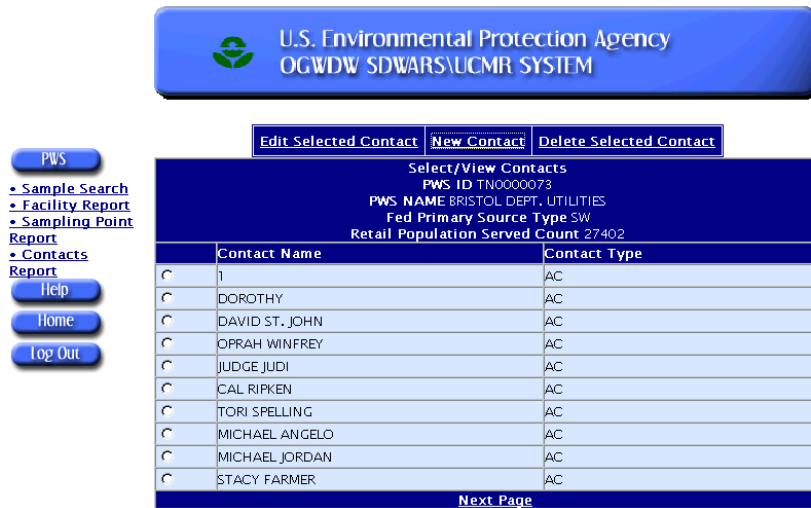 U.S. Environmental Protection Agency
OGWDW SDWARS\UCMR SYSTEM
PWS
• Sample Search
• Facility Report
• Sampling Point
Report
• Contacts
Report
Help
Home
Log Out
Edit Selected Contact New Contact Delete Selected Contact
Select/View Contacts
PWS ID TN0000073
PWS NAME BRISTOL DEPT. UTILITIES
Fed Primary Source Type SW
Retail Population Served Count 27402
Contact Name Contact Type
1 AC
DOROTHY AC
DAVID ST. JOHN AC
OPRAH WINFREY AC
JUDGE JUDI AC
CAL RIPKEN AC
TORI SPELLING AC
MICHAEL ANGELO AC
MICHAEL JORDAN AC
STACY FARMER AC
Next Page